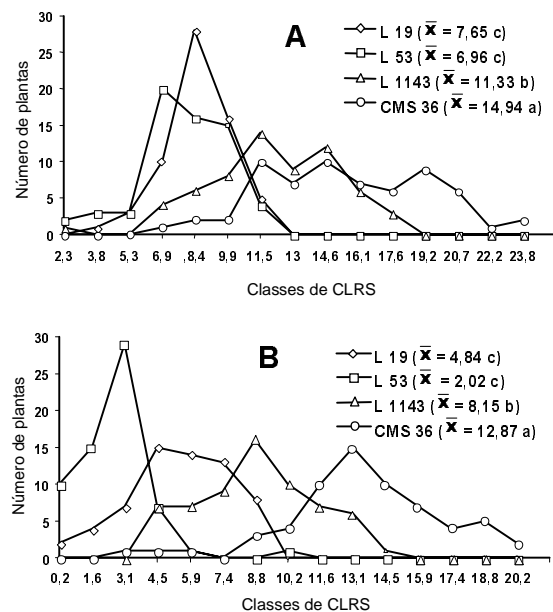 A
L 19 (x̄ = 7,65 c)
L 53 (x̄ = 6,96 c)
L 1143 (x̄ = 11,33 b)
CMS 36 (x̄ = 14,94 a)
Número de plantas
30
25
20
15
10
5
0
2,3 3,8 5,3 6,9 ,8,4 9,9 11,5 13 14,6 16,1 17,6 19,2 20,7 22,2 23,8
Classes de CLRS
B
L 19 (x̄ = 4,84 c)
L 53 (x̄ = 2,02 c)
L 1143 (x̄ = 8,15 b)
CMS 36 (x̄ = 12,87 a)
Número de plantas
30
20
10
0
0,2 1,6 3,1 4,5 5,9 7,4 8,8 10,2 11,6 13,1 14,5 15,9 17,4 18,8 20,2
Classes de CLRS